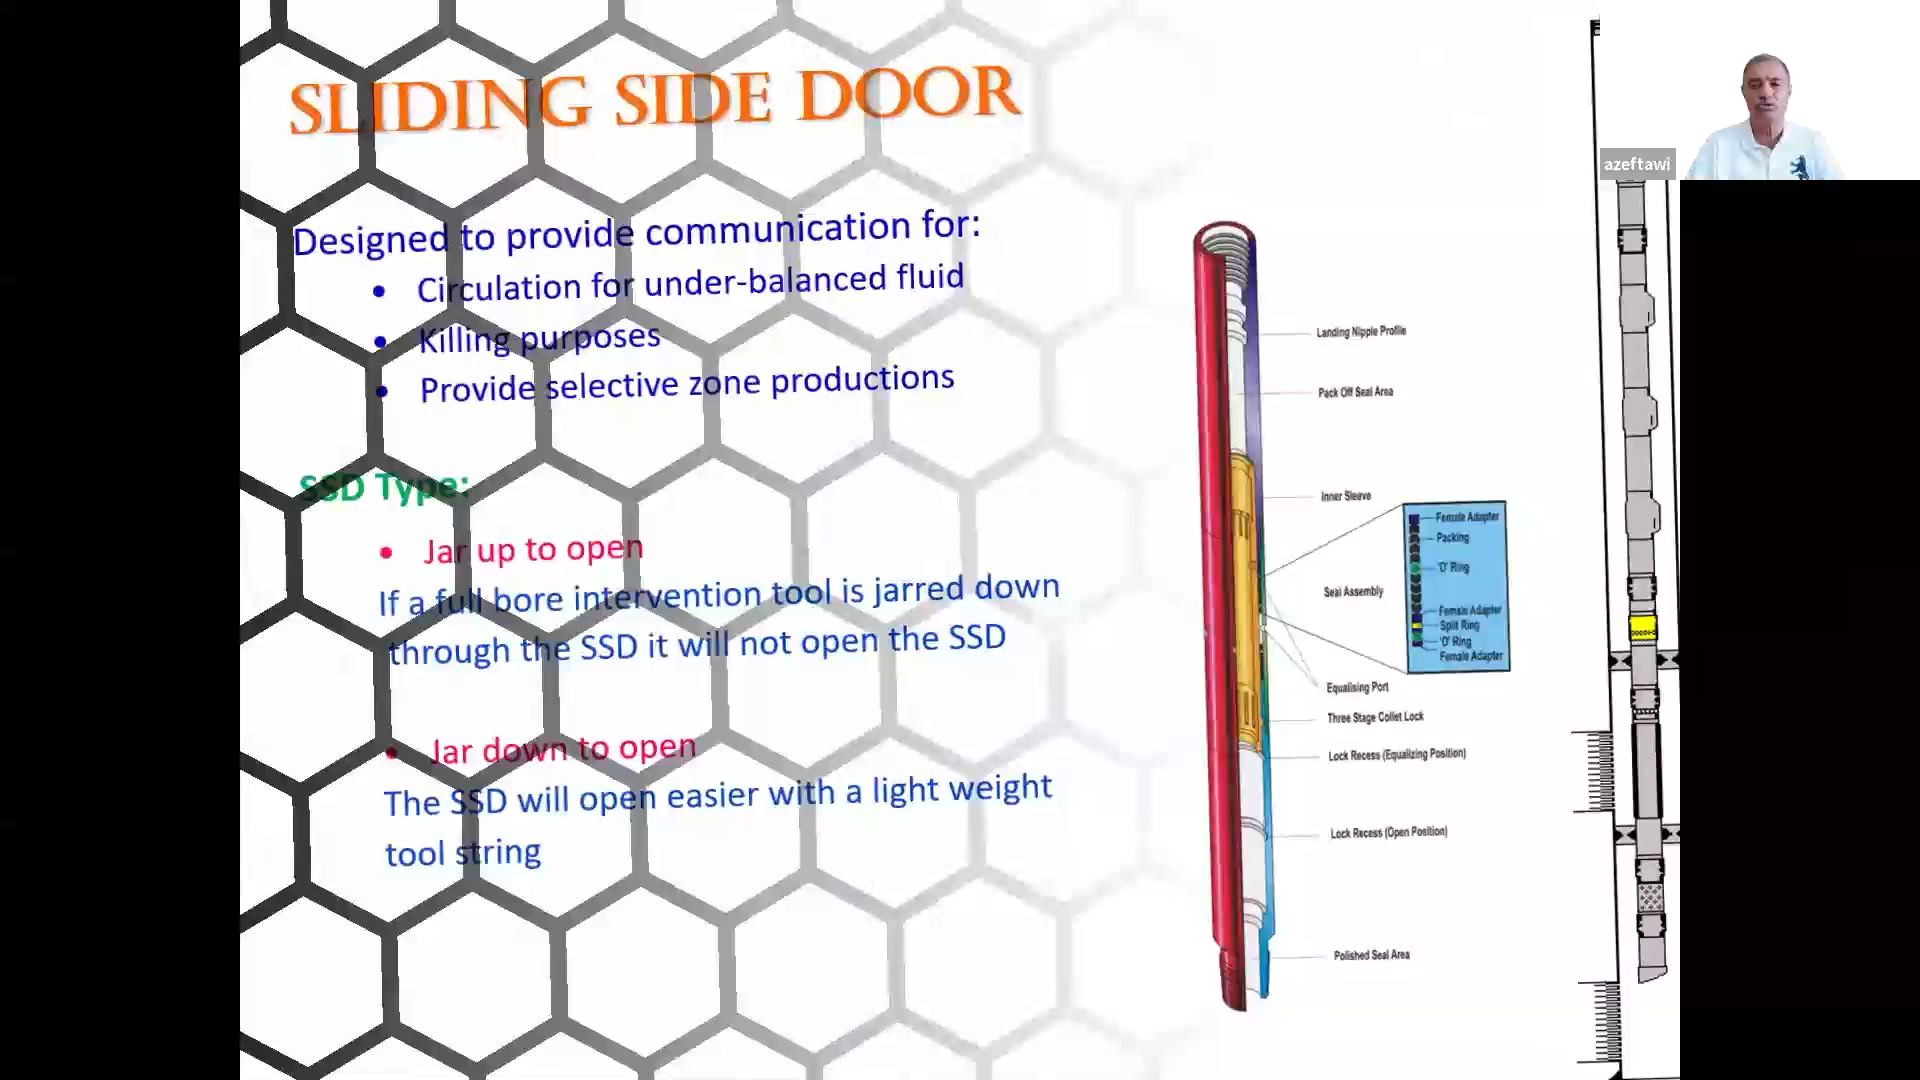 SLIDING SIDE DOOR
azeftawi
Designed to provide communication for:
• Circulation for under-balanced fluid
• Killing purposes
• Provide selective zone productions
SSD Type:
• Jar up to open
If a full bore intervention tool is jarred down
through the SSD it will not open the SSD
• Jar down to open
The SSD will open easier with a light weight
tool string
Landing Nipple Profile
Pack Off Seal Area
Inner Sleeve
Seal Assembly
Female Adapter
Packing
'O' Ring
Female Adapter
Split Ring
'O' Ring
Female Adapter
Equalising Port
Three Stage Collet Lock
Lock Recess (Equalizing Position)
Lock Recess (Open Position)
Polished Seal Area